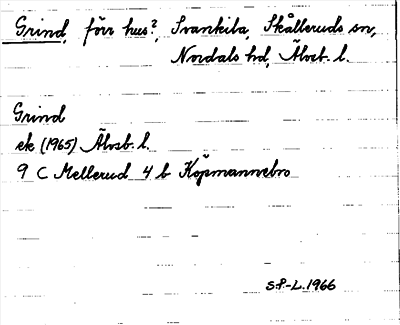 Grind, förr hus?, Svankila, Skålleruds sn,
Nordals hd, Älvsb. l.
Grind
ek (1965) Älvsb. l.
9 C Mellerud 4 b Köpmannebro
S.P.-L. 1966